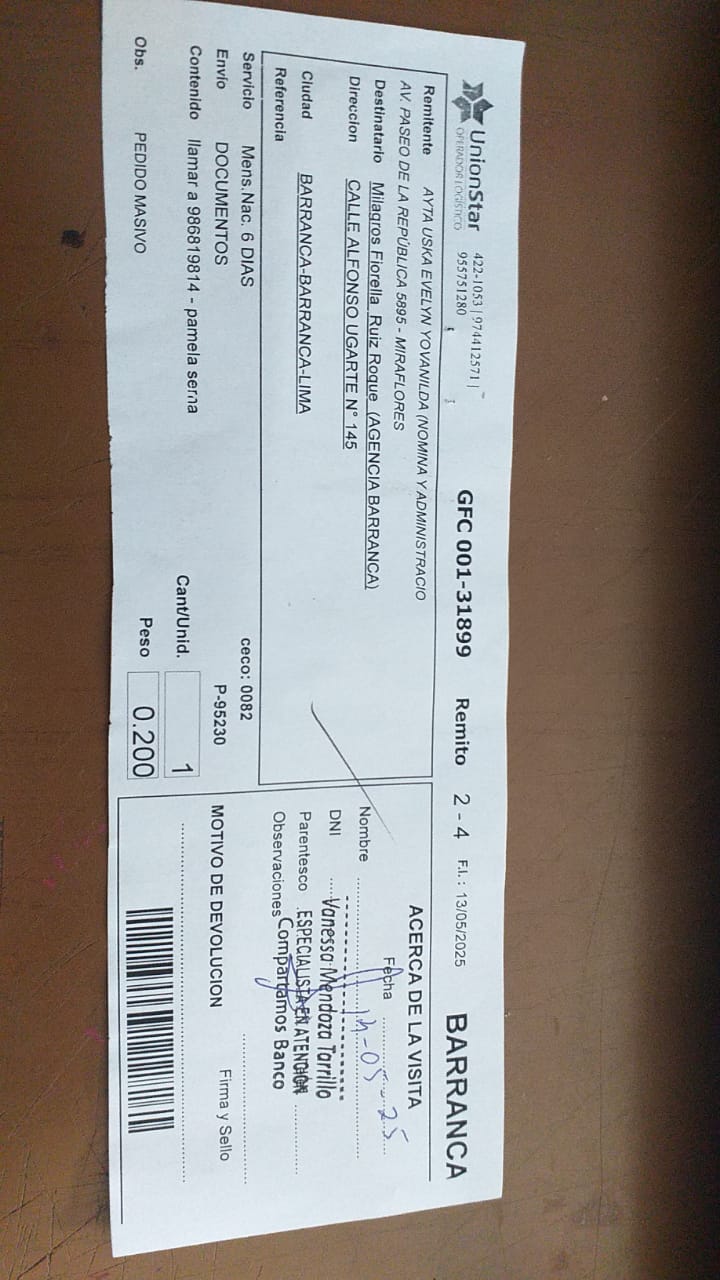 UnionStar
OPERADOR LOGÍSTICO
422-1053 | 974412571 |
955751280
GFC 001-31899 Remito 2 - 4 F.I.: 13/05/2025 BARRANCA
Remitente AYTA USKA EVELYN YOVANILDA (NOMINA Y ADMINISTRACIO
AV. PASEO DE LA REPÚBLICA 5895 - MIRAFLORES
Destinatario Milagros Fiorella Ruiz Roque (AGENCIA BARRANCA)
Direccion CALLE ALFONSO UGARTE N° 145
Ciudad BARRANCA-BARRANCA-LIMA
Referencia
Servicio Mens.Nac. 6 DIAS ceco: 0082
Envío DOCUMENTOS P-95230
Contenido llamar a 986819814 - pamela serna
Cant/Unid. 1
Obs. PEDIDO MASIVO
Peso 0.200
ACERCA DE LA VISITA
Fecha 14-05-25
Nombre
DNI
Vanessa Mendoza Tarrillo
Parentesco ESPECIALISTA EN ATENCIÓN
Observaciones Compartamos Banco
MOTIVO DE DEVOLUCION Firma y Sello